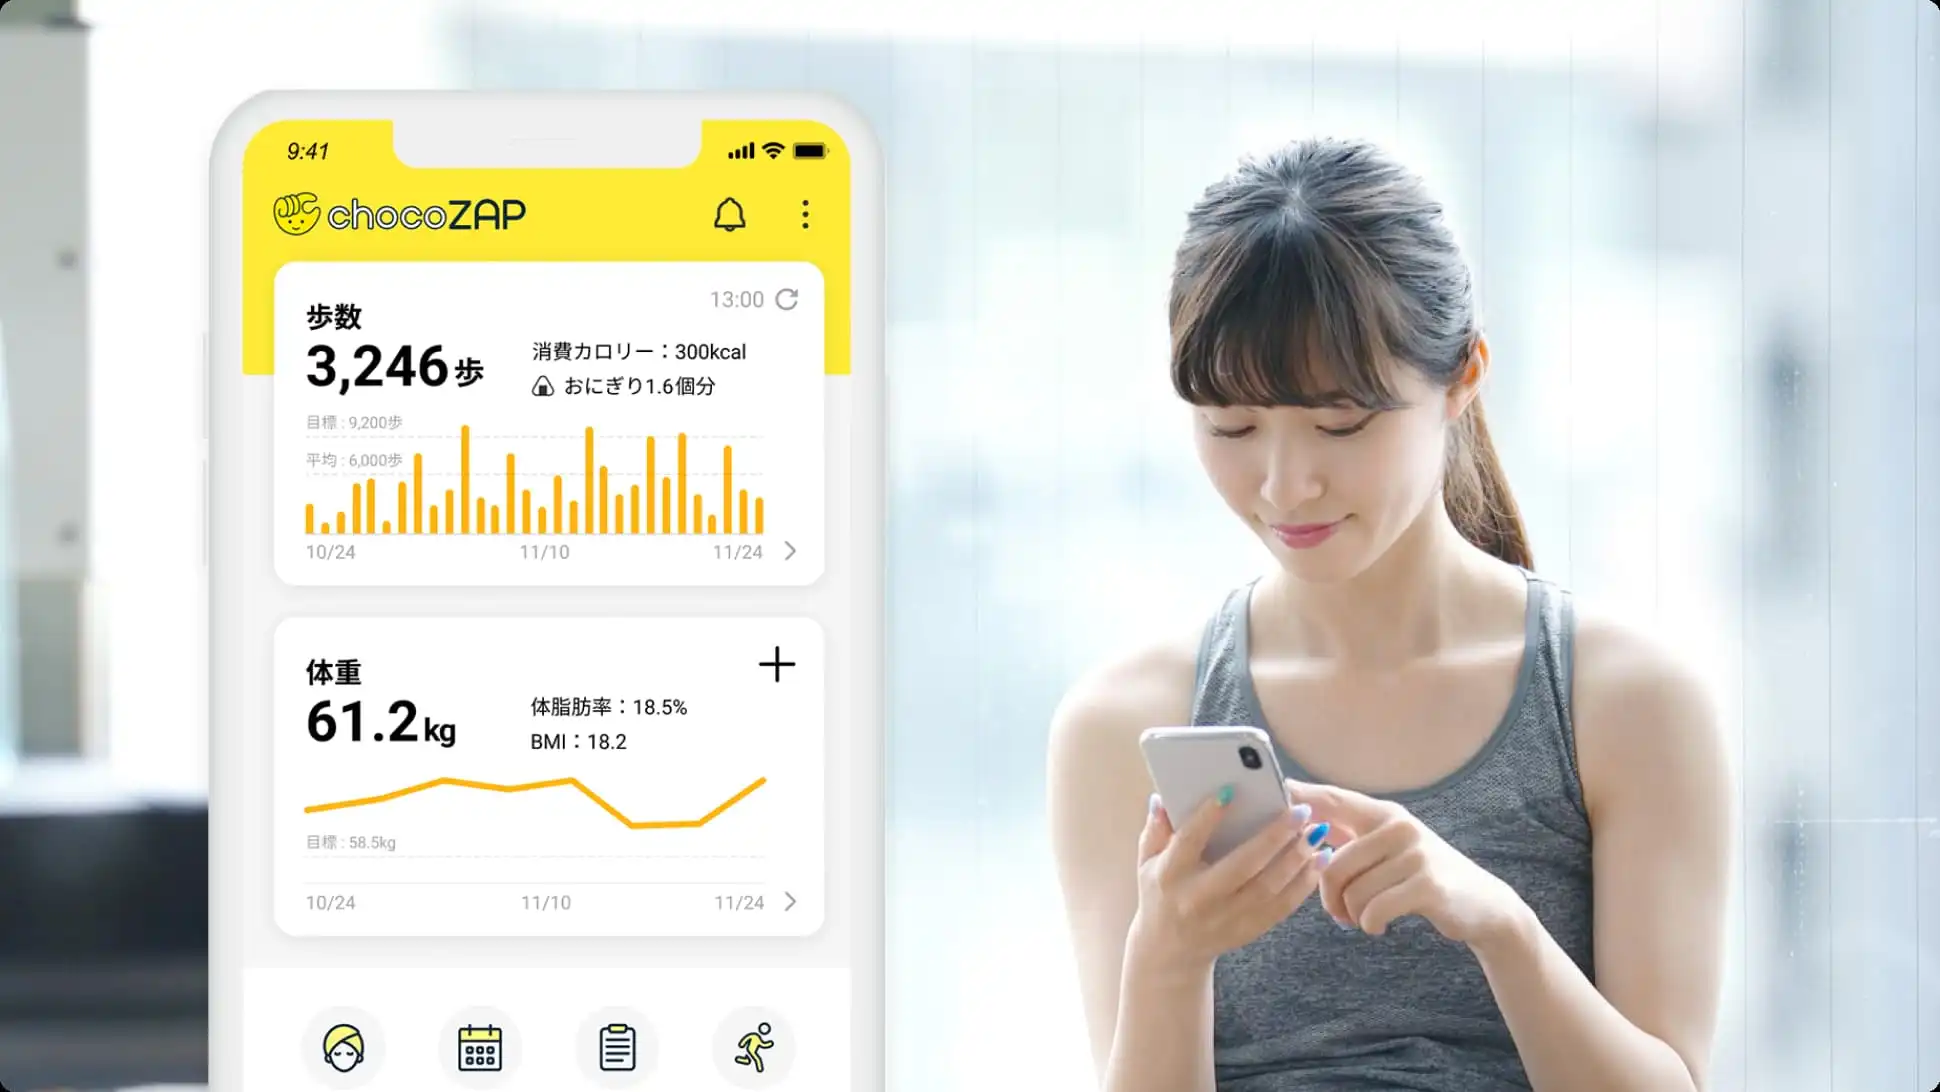 9:41
chocoZAP
13:00
歩数
3,246歩
消費カロリー：300kcal
おにぎり1.6個分
目標 : 9,200歩
平均 : 6,000歩
10/24 11/10 11/24
体重
61.2kg
体脂肪率：18.5%
BMI：18.2
目標 : 58.5kg
10/24 11/10 11/24